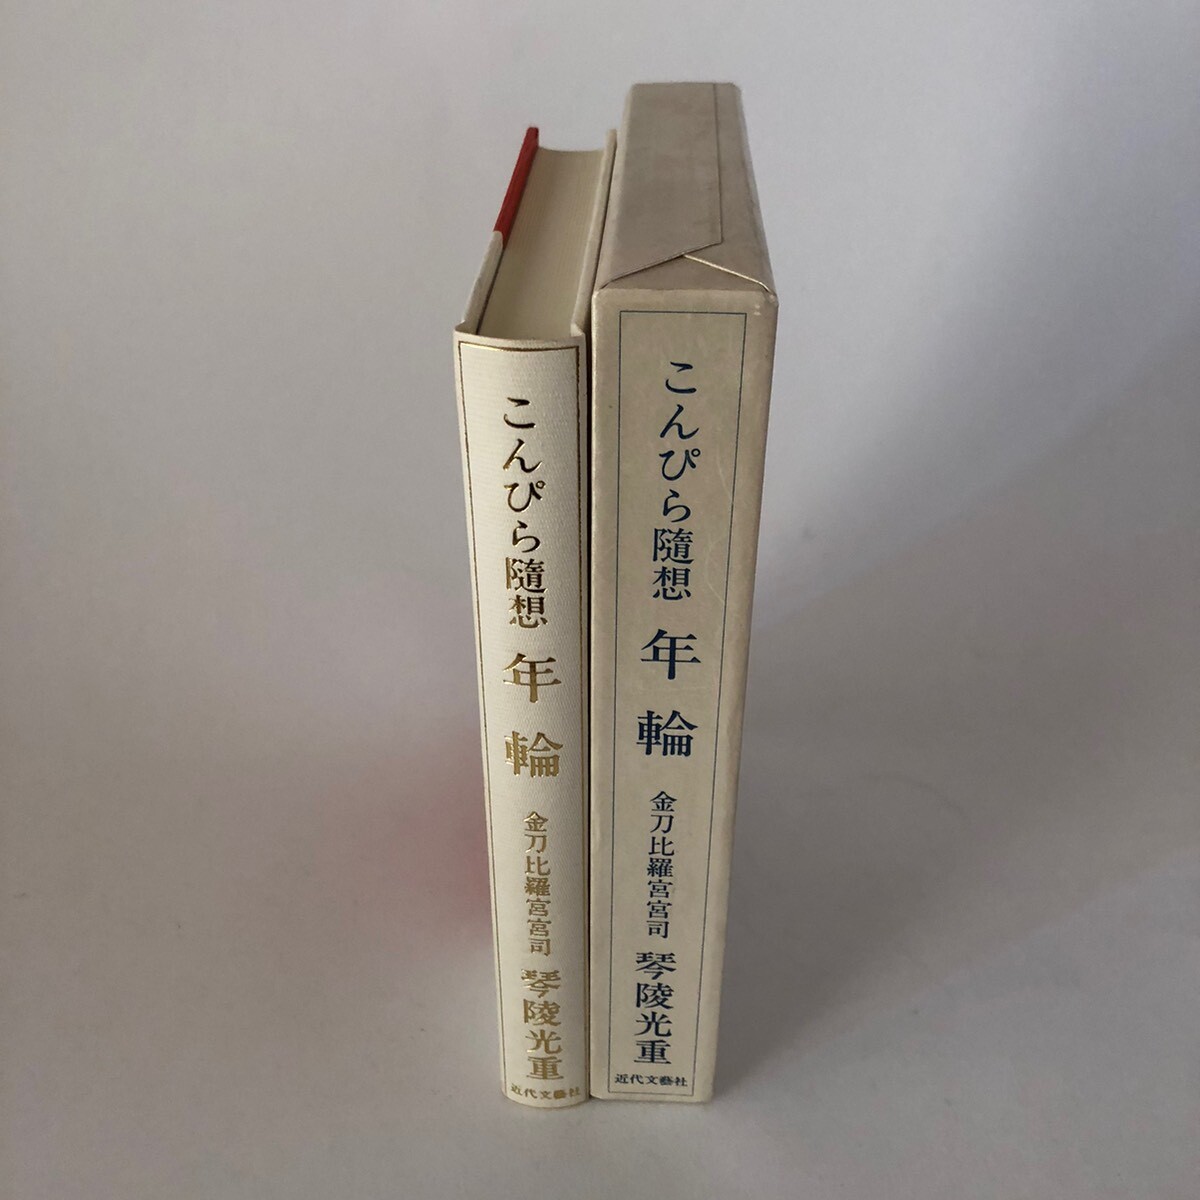 こんぴら隨想
年輪
金刀比羅宮宮司
琴陵光重
近代文藝社
こんぴら隨想
年輪
金刀比羅宮宮司
琴陵光重
近代文藝社